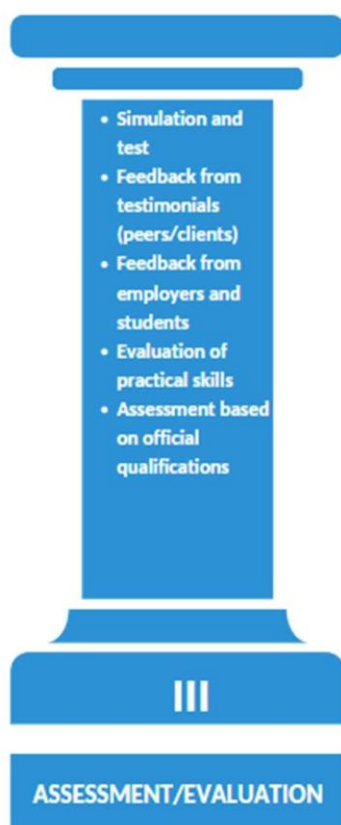 • Simulation and
test
• Feedback from
testimonials
(peers/clients)
• Feedback from
employers and
students
• Evaluation of
practical skills
• Assessment based
on official
qualifications
III
ASSESSMENT/EVALUATION